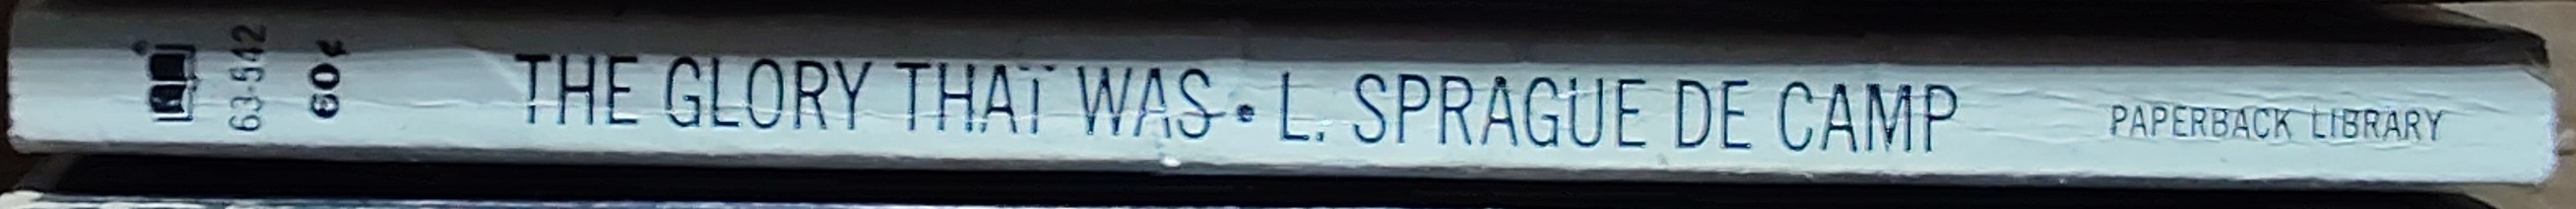 63-542
60¢
THE GLORY THAT WAS • L. SPRAGUE DE CAMP
PAPERBACK LIBRARY